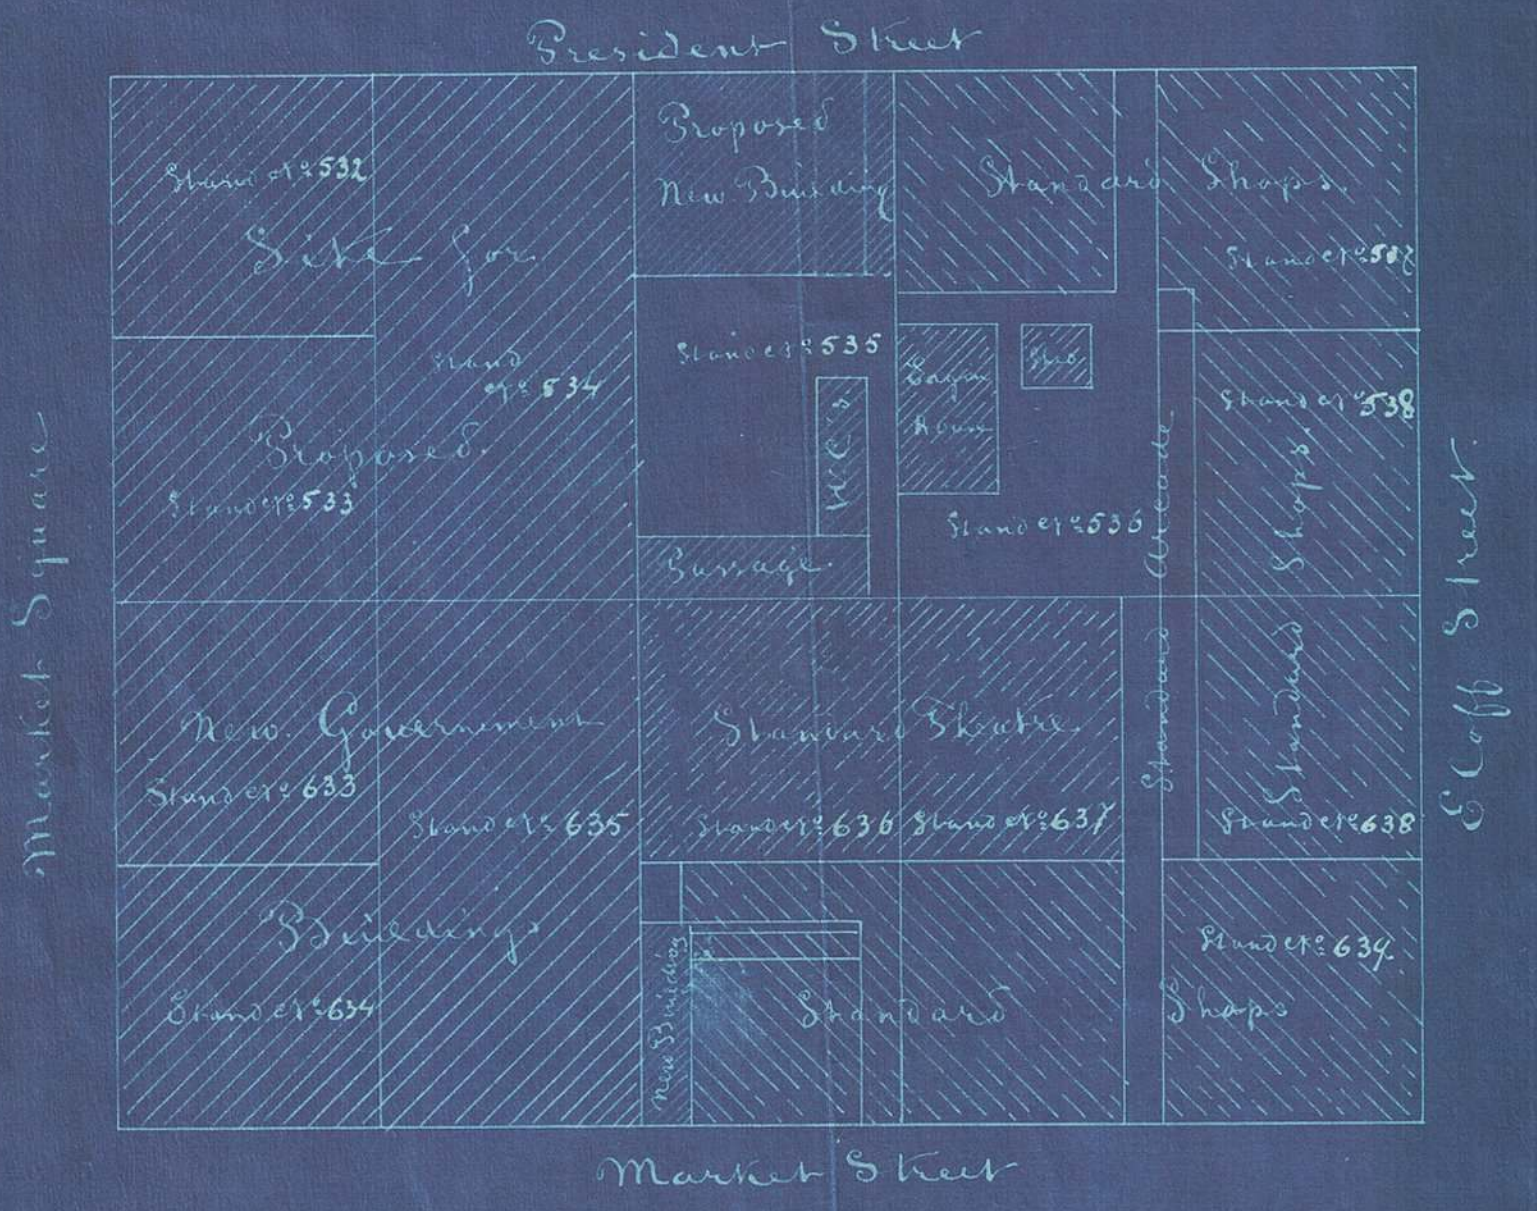 President Street
Stand No 532
Site for
Proposed
New Building
Standard Shops.
Stand No 537
Stand
No 534
Stand No 535
W.C's
Room
Stand No 538
Proposed
Stand No 533
Passage
Stand No 536
Standard Arcade
Standard Shops.
Market Square
Eloff Street.
New Government
Stand No 633
Stand No 635
Standard Theatre
Stand No 636
Stand No 637
Stand No 638
Buildings
Stand No 634
New Building
Standard
Shops
Stand No 639
Market Street